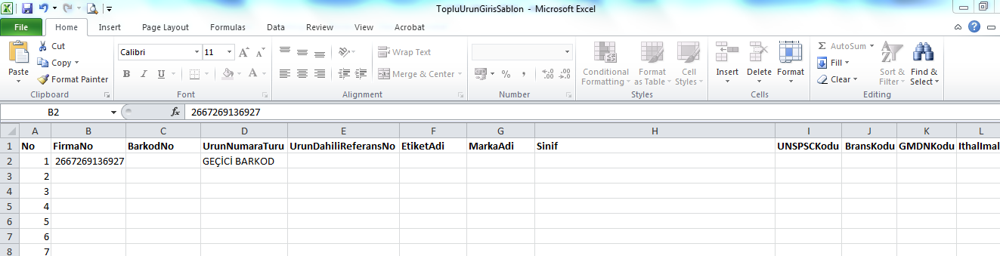 TopluUrunGirisSablon - Microsoft Excel
File Home Insert Page Layout Formulas Data Review View Acrobat
Cut
Copy
Format Painter
Paste
Clipboard
Calibri 11
Font
Wrap Text
Merge & Center
Alignment
Number
Conditional Formatting
Format as Table
Cell Styles
Styles
Insert Delete Format
Cells
AutoSum
Fill
Clear
Sort & Filter
Find & Select
Editing
B2 fx 2667269136927
A B C D E F G H I J K L
1 No FirmaNo BarkodNo UrunNumaraTuru UrunDahiliReferansNo EtiketAdi MarkaAdi Sinif UNSPSCKodu BransKodu GMDNKodu IthalImal
2 1 2667269136927 GEÇİCİ BARKOD
3 2
4 3
5 4
6 5
7 6
8 7